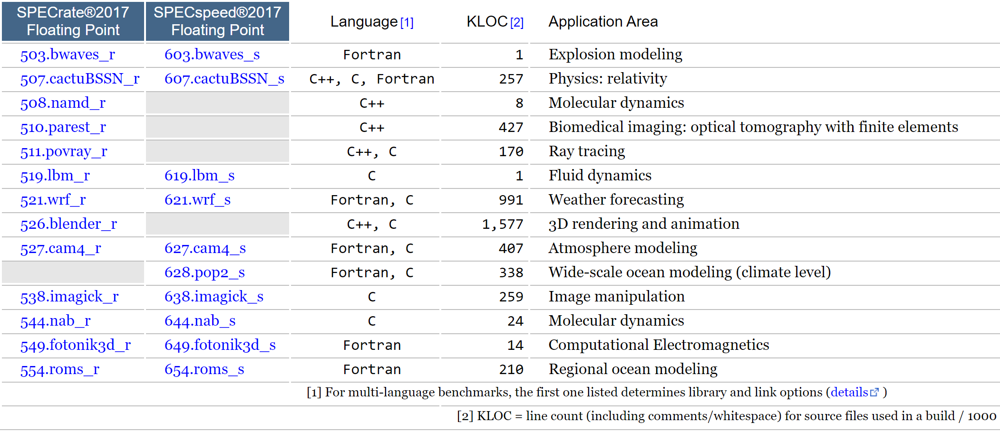 SPECrate®2017 Floating Point SPECspeed®2017 Floating Point Language[1] KLOC[2] Application Area
503.bwaves_r 603.bwaves_s Fortran 1 Explosion modeling
507.cactuBSSN_r 607.cactuBSSN_s C++, C, Fortran 257 Physics: relativity
508.namd_r C++ 8 Molecular dynamics
510.parest_r C++ 427 Biomedical imaging: optical tomography with finite elements
511.povray_r C++, C 170 Ray tracing
519.lbm_r 619.lbm_s C 1 Fluid dynamics
521.wrf_r 621.wrf_s Fortran, C 991 Weather forecasting
526.blender_r C++, C 1,577 3D rendering and animation
527.cam4_r 627.cam4_s Fortran, C 407 Atmosphere modeling
628.pop2_s Fortran, C 338 Wide-scale ocean modeling (climate level)
538.imagick_r 638.imagick_s C 259 Image manipulation
544.nab_r 644.nab_s C 24 Molecular dynamics
549.fotonik3d_r 649.fotonik3d_s Fortran 14 Computational Electromagnetics
554.roms_r 654.roms_s Fortran 210 Regional ocean modeling
[1] For multi-language benchmarks, the first one listed determines library and link options (details )
[2] KLOC = line count (including comments/whitespace) for source files used in a build / 1000